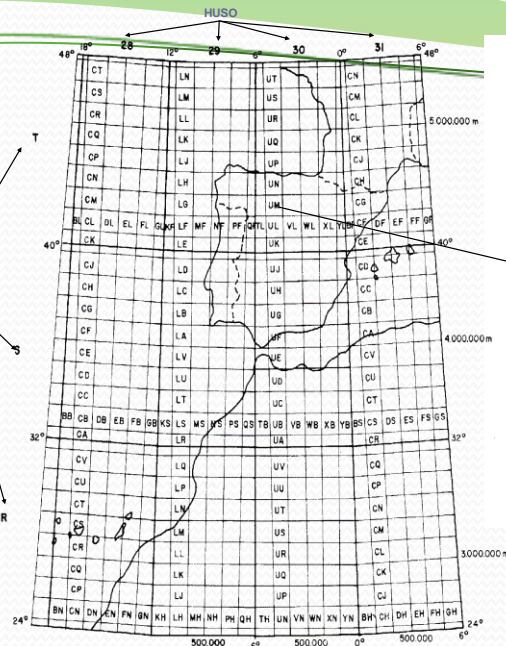 HUSO
18° 28 12° 29 6° 30 0° 31 6°
48° 48°
CT LN UT CN
CS LM US CM
5.000.000 m
CR LL UR CL
T
CQ LK UQ CK
CP LJ UP CJ
CN LH UN CH
CM LG UM CG
BL CL DL EL FL GL KF LF MF NF PF QF TL UL VL WL XL YL BF CF DF EF FF GF
40° CK LE UK CE 40°
CJ LD UJ CD
CH LC UH CC
CG LB UG CB
CF LA UF CA
4.000.000m
S
CE LV UE CV
CD LU UD CU
CC LT UC CT
BB CB DB EB FB GB KS LS MS NS PS QS TB UB VB WB XB YB BS CS DS ES FS GS
32° CA LR UA CR 32°
CV LQ UV CQ
CU LP UU CP
CT LN UT CN
R
CS LM US CM
CR D LL UR CL
3.000.000m
CQ LK UQ CK
CP LJ UP CJ
BN CN DN EN FN GN KH LH MH NH PH QH TH UN VN WN XN YN BH CH DH EH FH GH
24° 24°
500.000 500.000 0° 500.000 6°